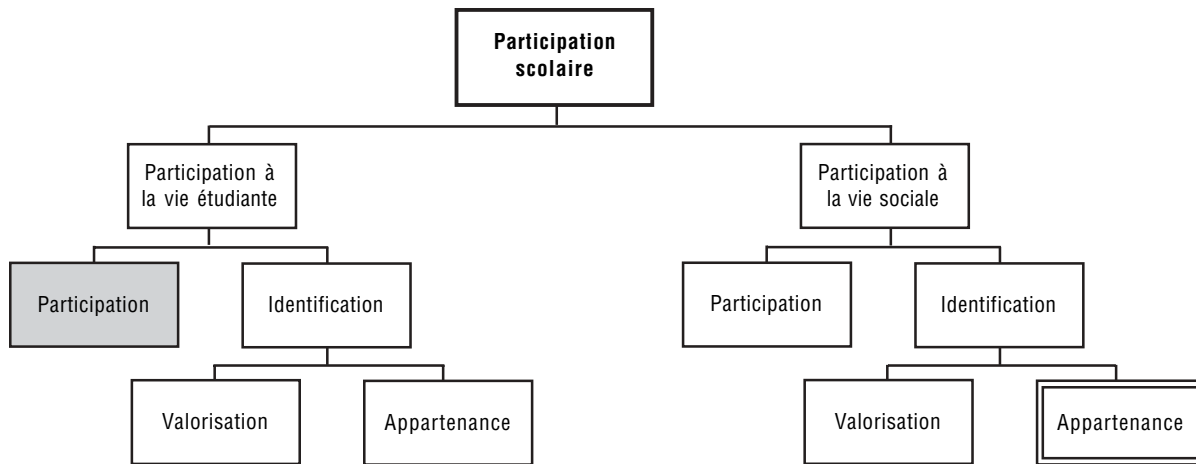 Participation
scolaire
Participation à
la vie étudiante
Participation à
la vie sociale
Participation
Identification
Participation
Identification
Valorisation
Appartenance
Valorisation
Appartenance